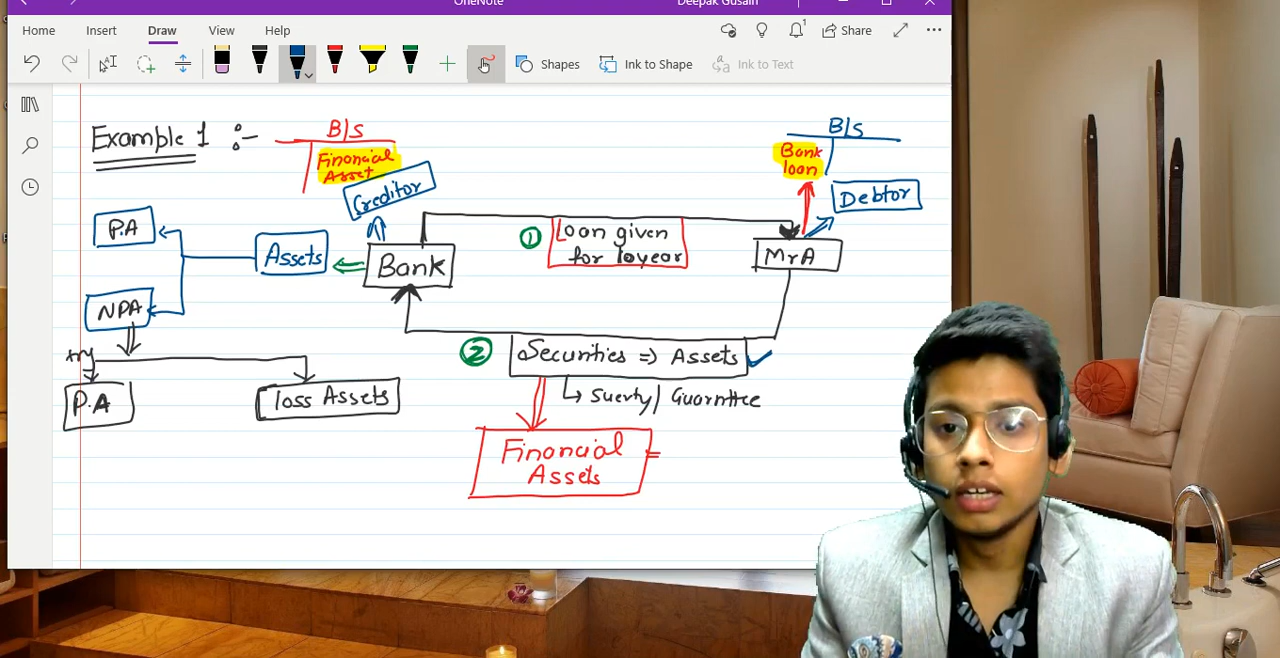 OneNote
Deepak Gusain
Home Insert Draw View Help
Share
Shapes
Ink to Shape
Ink to Text
Example 1 :-
B/S
Financial
Asset
Creditor
B/S
Bank
loan
Debtor
P.A
Assets
Bank
① Loan given
for 10year
MrA
NPA
② Securities => Assets
↳ Suerty/ Guarnttee
P.A
loss Assets
Financial =
Assets